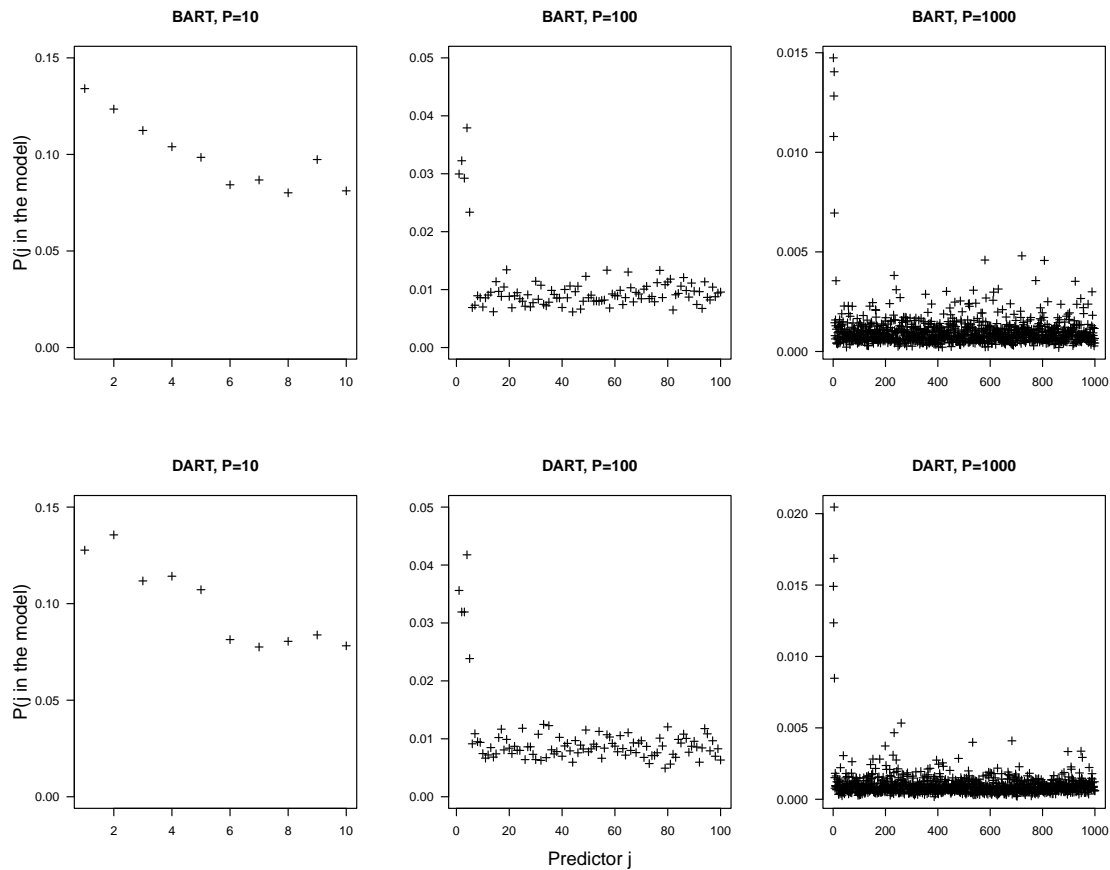 BART, P=10
BART, P=100
BART, P=1000
P(j in the model)
0.15
0.10
0.05
0.00
2 4 6 8 10
0.05
0.04
0.03
0.02
0.01
0.00
0 20 40 60 80 100
0.015
0.010
0.005
0.000
0 200 400 600 800 1000
DART, P=10
DART, P=100
DART, P=1000
P(j in the model)
0.15
0.10
0.05
0.00
2 4 6 8 10
0.05
0.04
0.03
0.02
0.01
0.00
0 20 40 60 80 100
0.020
0.015
0.010
0.005
0.000
0 200 400 600 800 1000
Predictor j